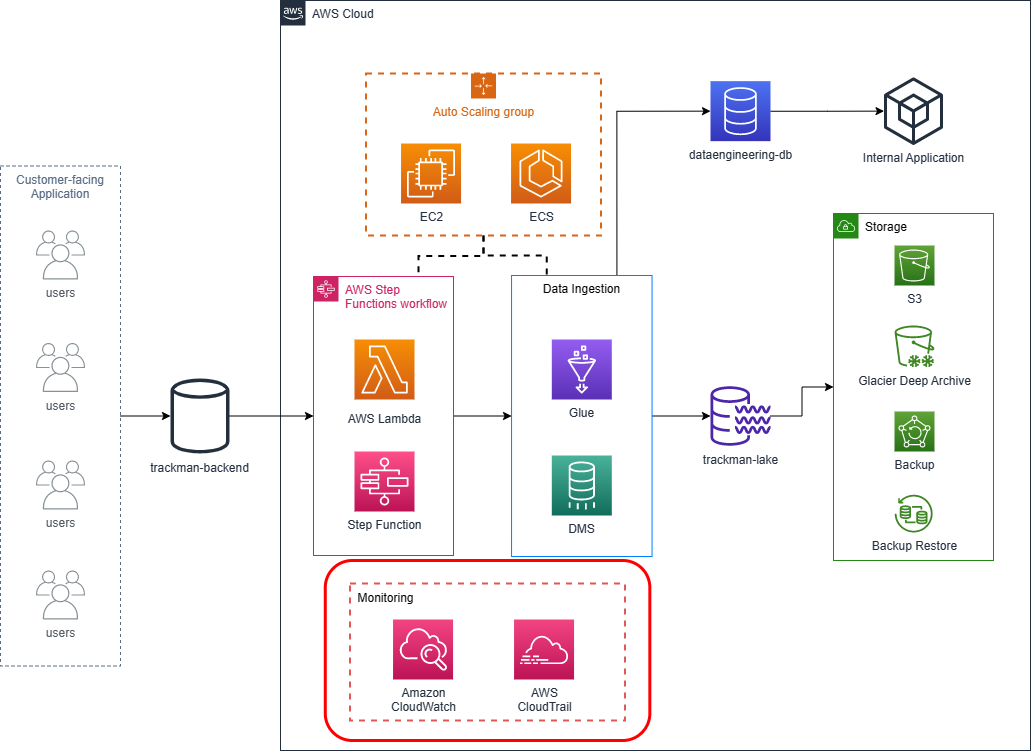 aws
AWS Cloud
Auto Scaling group
EC2
ECS
dataengineering-db
Internal Application
Customer-facing
Application
users
users
users
users
trackman-backend
AWS Step
Functions workflow
AWS Lambda
Step Function
Data Ingestion
Glue
DMS
trackman-lake
Storage
S3
Glacier Deep Archive
Backup
Backup Restore
Monitoring
Amazon
CloudWatch
AWS
CloudTrail